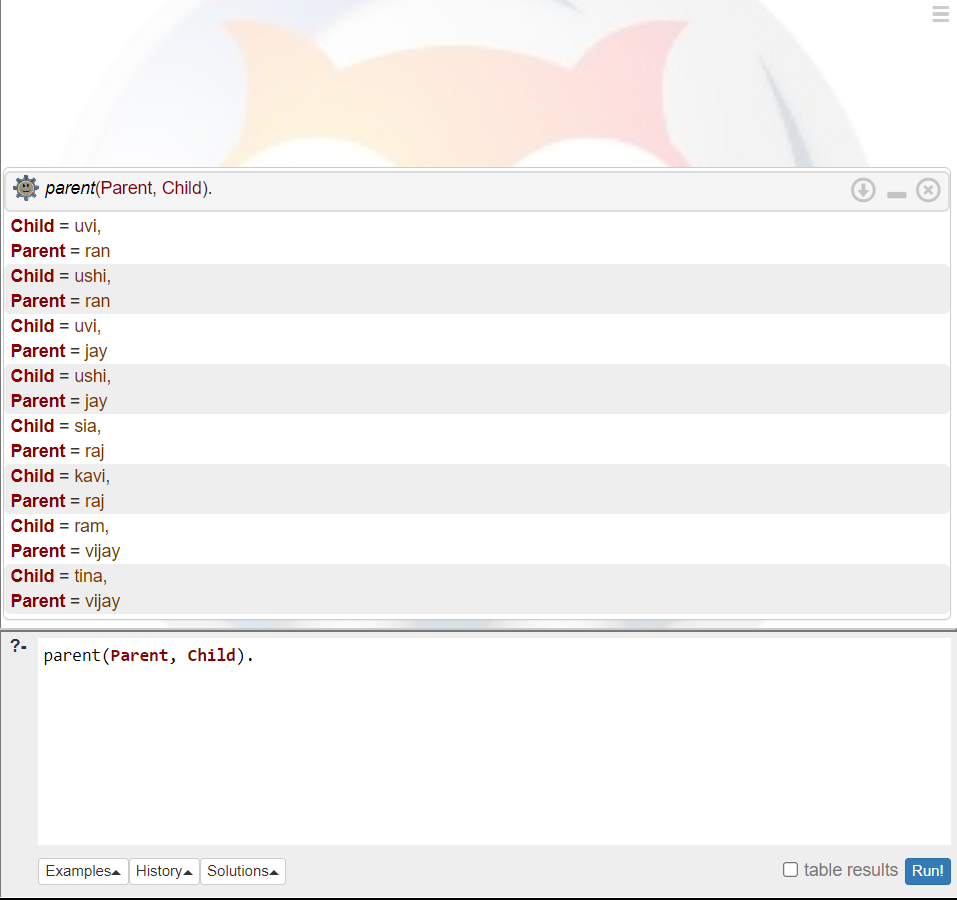 parent(Parent, Child).
Child = uvi,
Parent = ran
Child = ushi,
Parent = ran
Child = uvi,
Parent = jay
Child = ushi,
Parent = jay
Child = sia,
Parent = raj
Child = kavi,
Parent = raj
Child = ram,
Parent = vijay
Child = tina,
Parent = vijay
?- parent(Parent, Child).
Examples History Solutions table results Run!